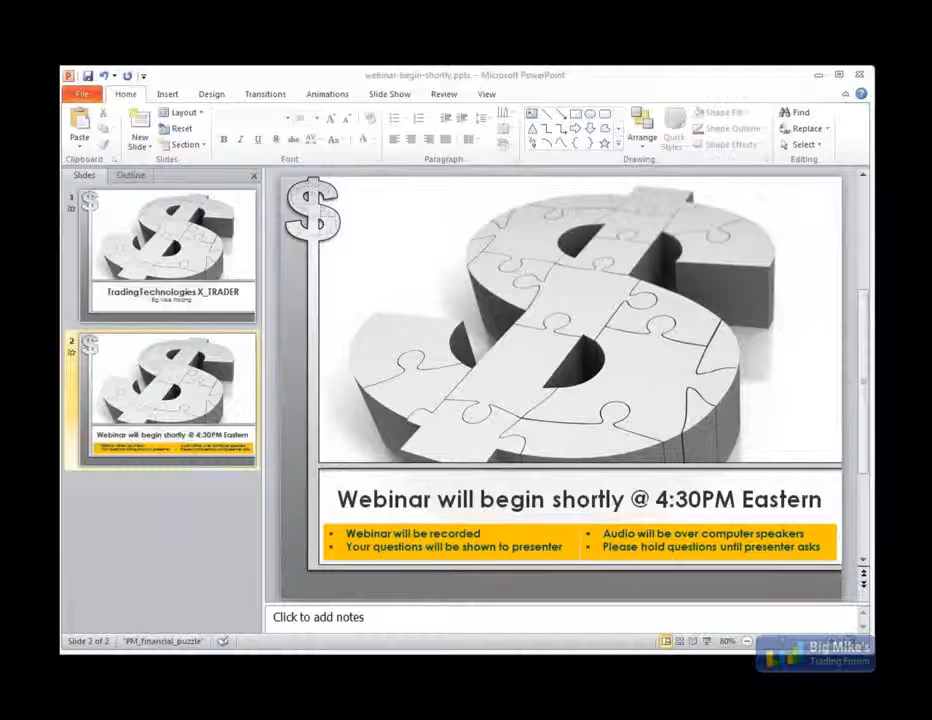 webinar-begin-shortly.pptx - Microsoft PowerPoint
File Home Insert Design Transitions Animations Slide Show Review View
Paste
Clipboard
New
Slide
Layout
Reset
Section
Slides
Font
Paragraph
Arrange
Quick
Styles
Shape Fill
Shape Outline
Shape Effects
Drawing
Find
Replace
Select
Editing
Slides Outline
1
TradingTechnologies X_TRADER
Big Mike Trading
2
Webinar will begin shortly @ 4:30PM Eastern
Webinar will begin shortly @ 4:30PM Eastern
• Webinar will be recorded
• Your questions will be shown to presenter
• Audio will be over computer speakers
• Please hold questions until presenter asks
Click to add notes
Slide 2 of 2 "PM_financial_puzzle" 80%
Big Mike's
Trading Forum